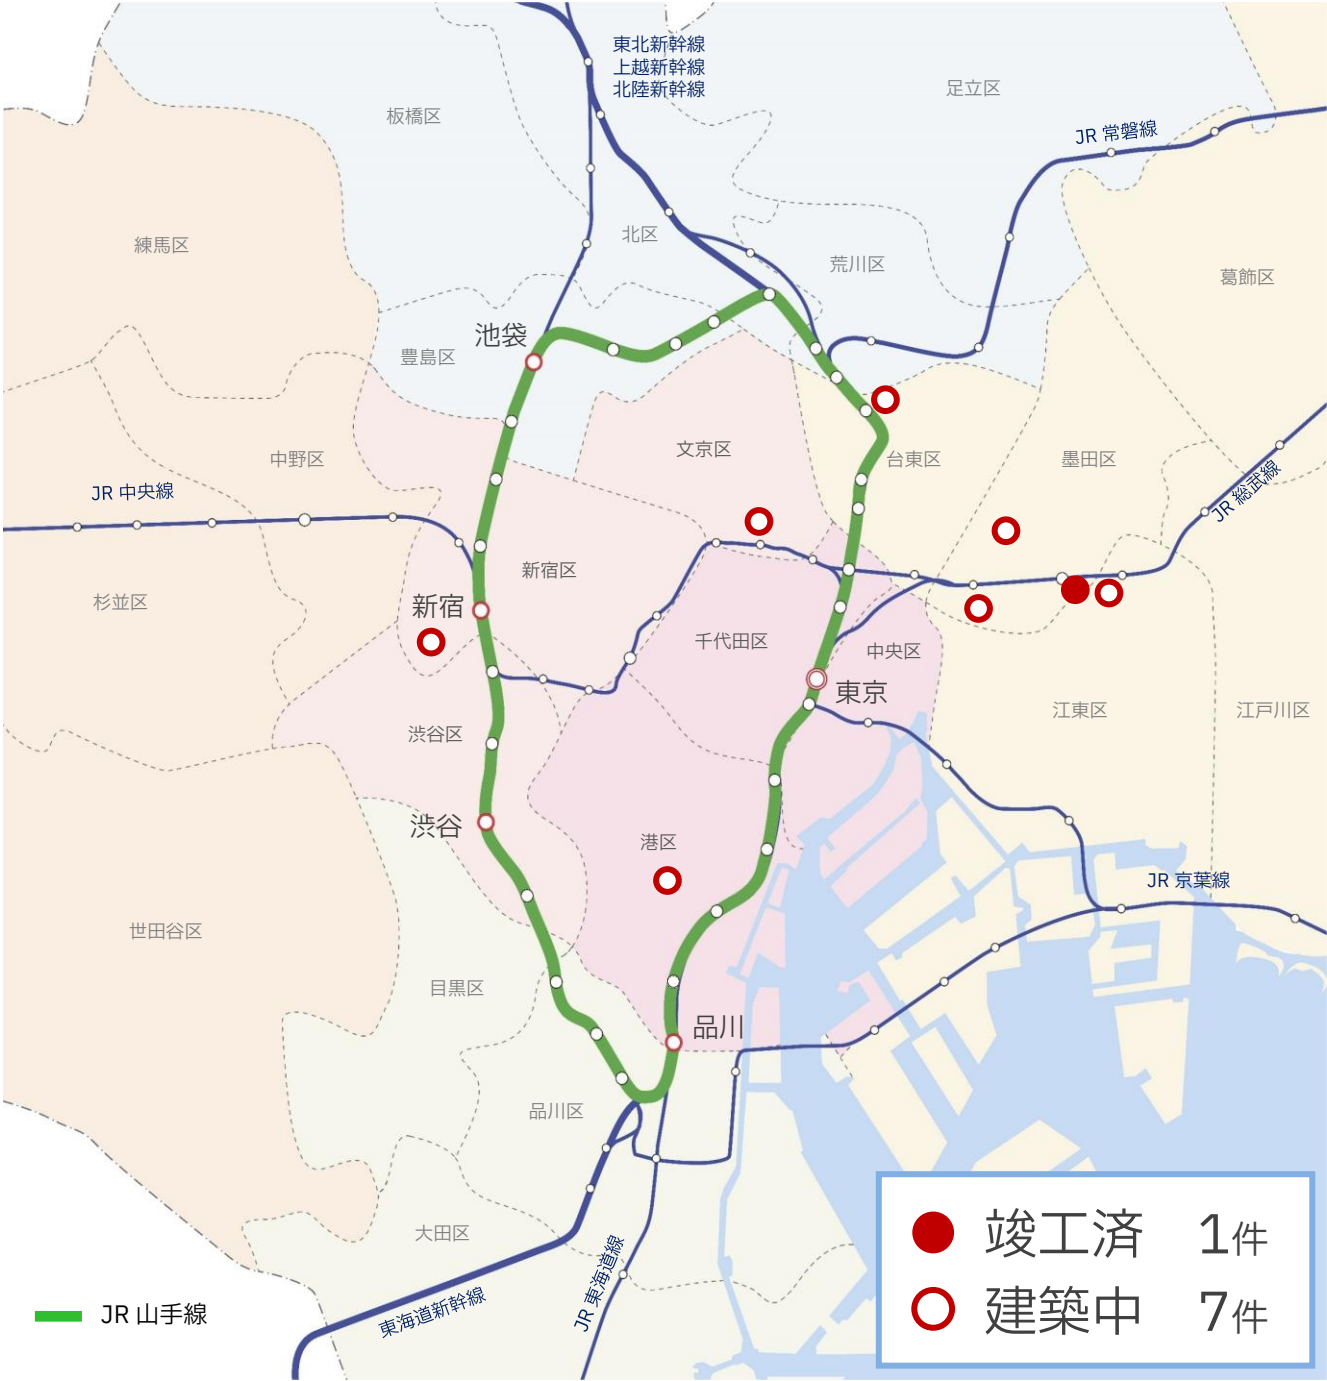 東北新幹線
上越新幹線
北陸新幹線
足立区
板橋区
JR 常磐線
練馬区
北区
荒川区
葛飾区
池袋
豊島区
文京区
中野区
台東区
墨田区
JR 中央線
JR 総武線
新宿区
杉並区
新宿
千代田区
中央区
東京
江東区
江戸川区
渋谷区
渋谷
港区
JR 京葉線
世田谷区
目黒区
品川
品川区
大田区
東海道新幹線
JR 東海道線
JR 山手線
竣工済 1件
建築中 7件